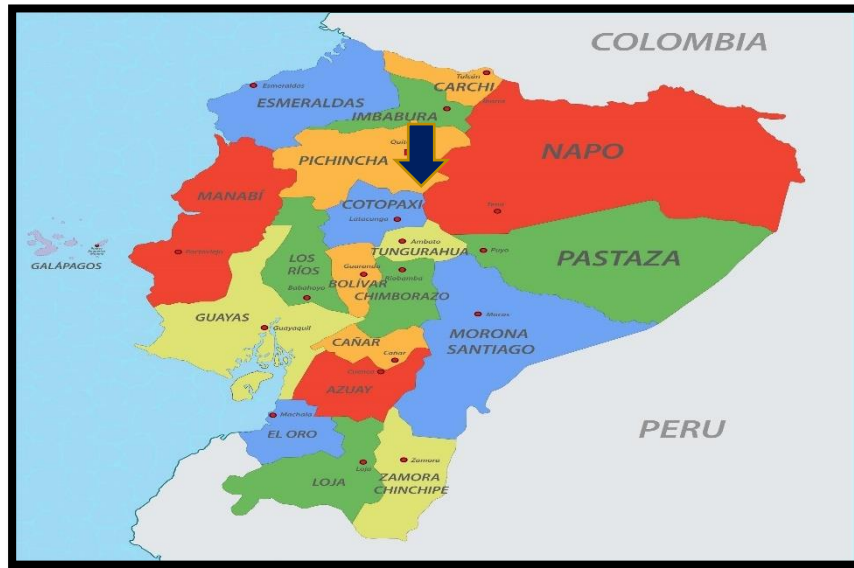 COLOMBIA
Tulcán
CARCHI
Esmeraldas
ESMERALDAS
IMBABURA
Ibarra
Quito
PICHINCHA
NAPO
MANABÍ
COTOPAXI
Latacunga
Tena
Portoviejo
Ambato
TUNGURAHUA
Puyo
PASTAZA
GALÁPAGOS
LOS
RÍOS
Guaranda
BOLÍVAR
Riobamba
CHIMBORAZO
Babahoyo
GUAYAS
Guayaquil
Macas
MORONA
SANTIAGO
CAÑAR
Cañar
Cuenca
AZUAY
Machala
EL ORO
PERU
Loja
LOJA
Zamora
ZAMORA
CHINCHIPE